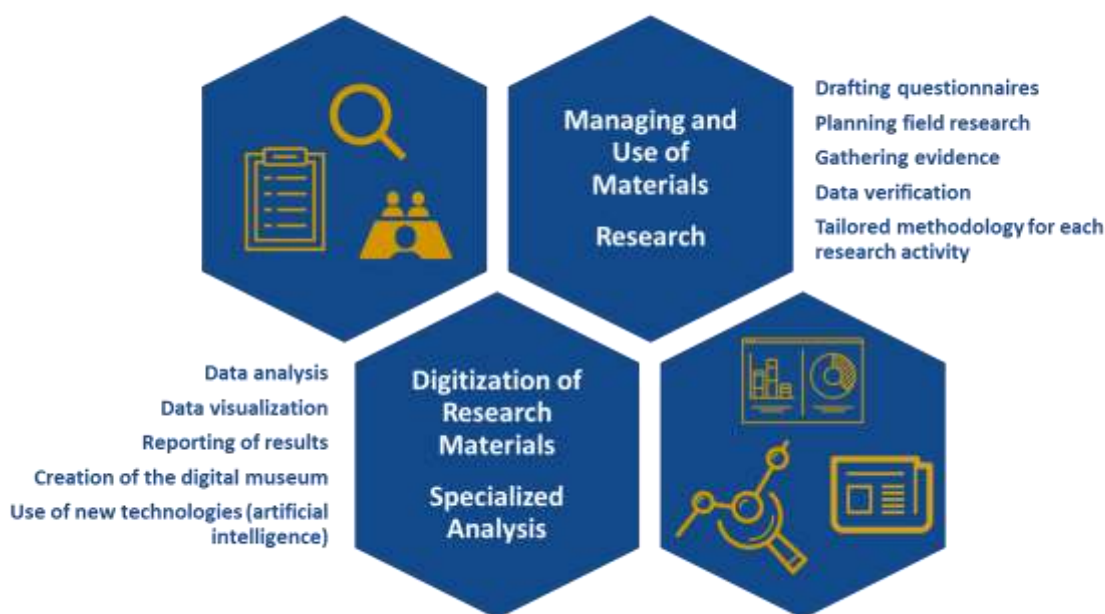 Managing and
Use of
Materials
Research
Drafting questionnaires
Planning field research
Gathering evidence
Data verification
Tailored methodology for each
research activity
Data analysis
Data visualization
Reporting of results
Creation of the digital museum
Use of new technologies (artificial
intelligence)
Digitization of
Research
Materials
Specialized
Analysis